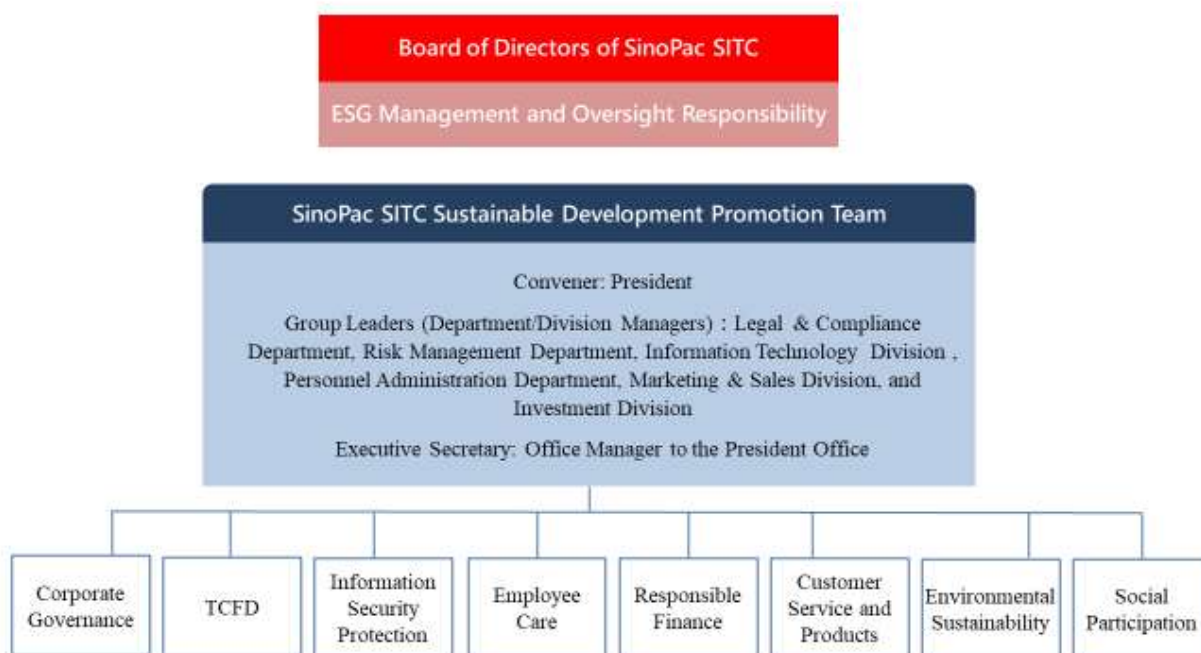 Board of Directors of SinoPac SITC
ESG Management and Oversight Responsibility
SinoPac SITC Sustainable Development Promotion Team
Convener: President
Group Leaders (Department/Division Managers) : Legal & Compliance
Department, Risk Management Department, Information Technology Division ,
Personnel Administration Department, Marketing & Sales Division, and
Investment Division
Executive Secretary: Office Manager to the President Office
Corporate
Governance
TCFD
Information
Security
Protection
Employee
Care
Responsible
Finance
Customer
Service and
Products
Environmental
Sustainability
Social
Participation